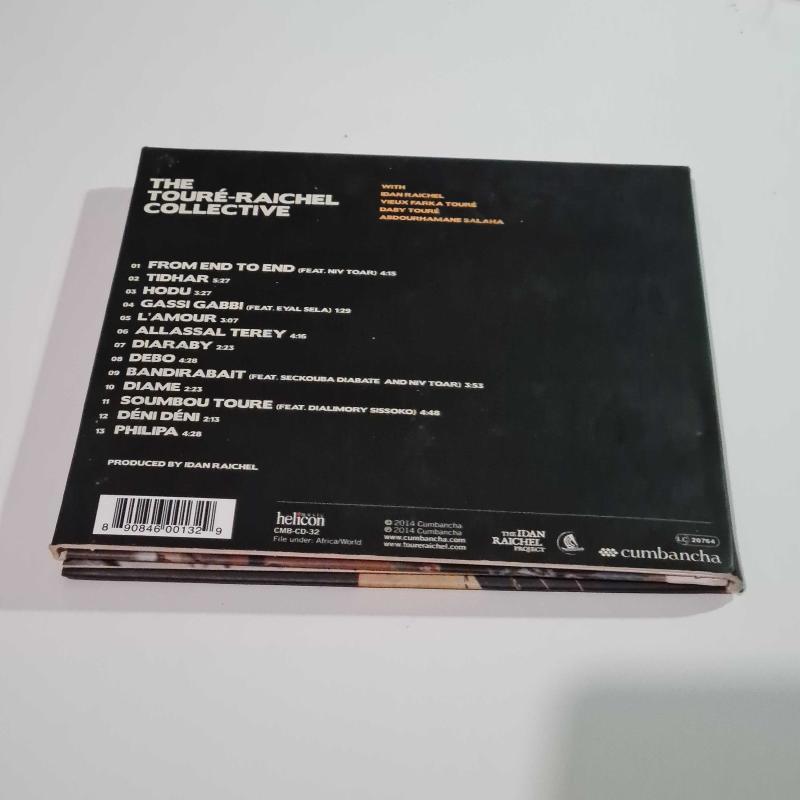 THE
TOURÉ-RAICHEL
COLLECTIVE
WITH
IDAN RAICHEL
VIEUX FARKA TOURÉ
DABY TOURÉ
ABDOURHAMANE SALAHA
01 FROM END TO END (FEAT. NIV TOAR) 4:15
02 TIDHAR 5:27
03 HODU 3:27
04 GASSI GABBI (FEAT. EYAL SELA) 1:29
05 L'AMOUR 3:07
06 ALLASSAL TEREY 4:16
07 DIARABY 2:23
08 DEBO 4:28
09 BANDIRABAIT (FEAT. SECKOUBA DIABATE AND NIV TOAR) 3:53
10 DIAME 2:23
11 SOUMBOU TOURE (FEAT. DIALIMORY SISSOKO) 4:48
12 DÉNI DÉNI 2:13
13 PHILIPA 4:28
PRODUCED BY IDAN RAICHEL
8 90846 00132 9
helicon
CMB-CD-32
File under: Africa/World
© 2014 Cumbancha
℗ 2014 Cumbancha
www.cumbancha.com
www.toureraichel.com
THE IDAN
RAICHEL
PROJECT
LC 20764
cumbancha